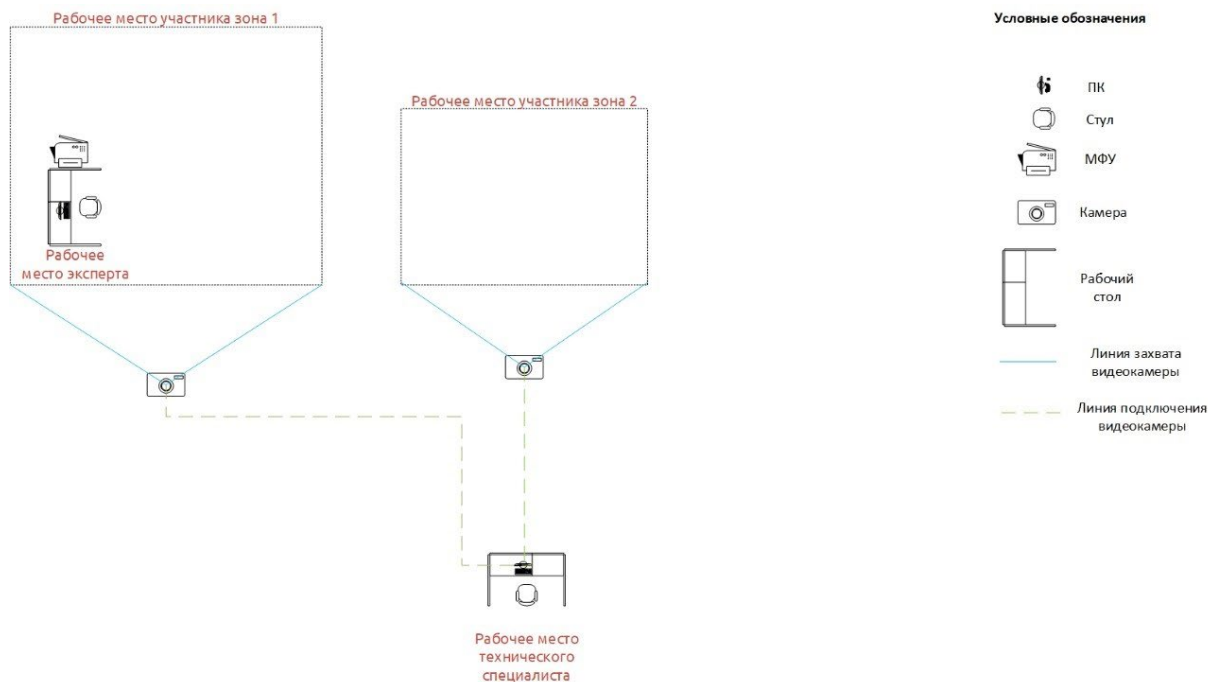 Рабочее место участника зона 1
Рабочее место участника зона 2
Рабочее
место эксперта
Рабочее место
технического
специалиста
Условные обозначения
ПК
Стул
МФУ
Камера
Рабочий
стол
Линия захвата
видеокамеры
Линия подключения
видеокамеры